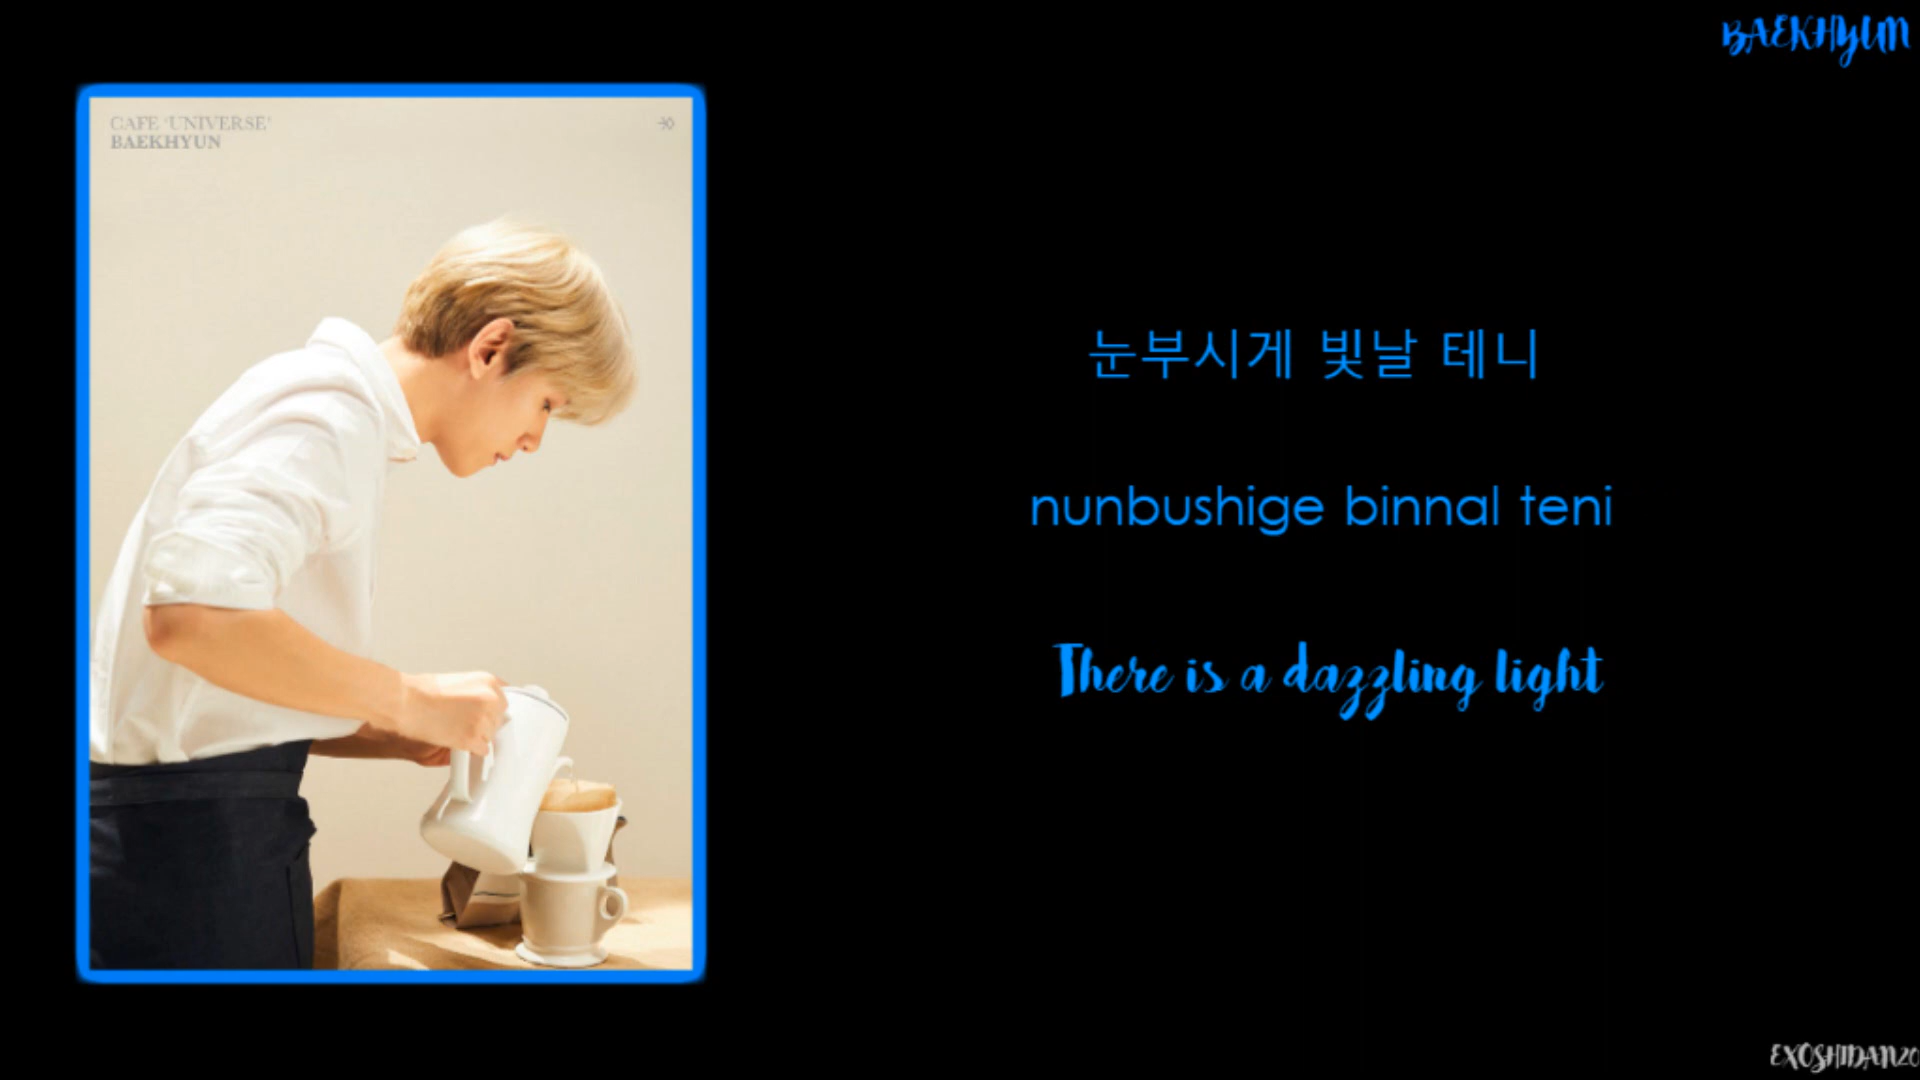 BAEKHYUN
CAFE 'UNIVERSE'
BAEKHYUN
눈부시게 빛날 테니
nunbushige binnal teni
There is a dazzling light
EXOSHIDAN20